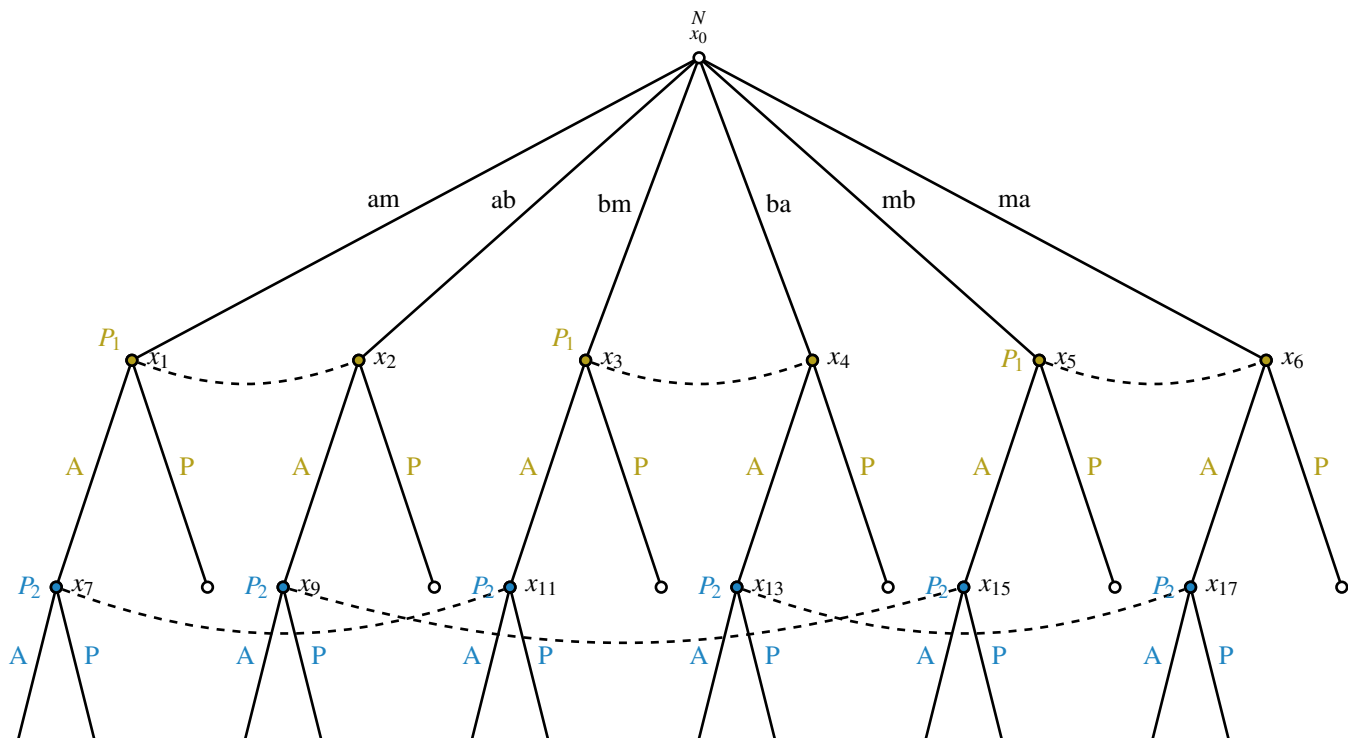 N
x₀
am ab bm ba mb ma
P₁ x₁ x₂ P₁ x₃ x₄ P₁ x₅ x₆
A P A P A P A P A P A P
P₂ x₇ P₂ x₉ P₂ x₁₁ P₂ x₁₃ P₂ x₁₅ P₂ x₁₇
A P A P A P A P A P A P